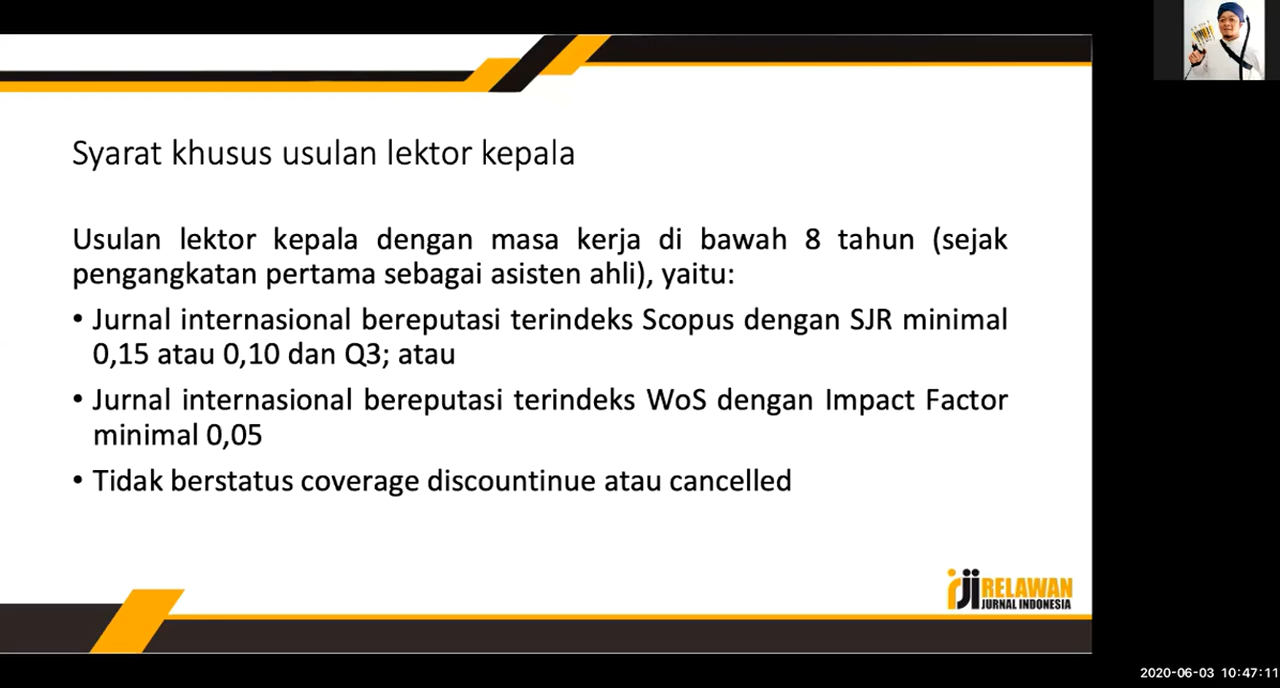 Syarat khusus usulan lektor kepala
Usulan lektor kepala dengan masa kerja di bawah 8 tahun (sejak
pengangkatan pertama sebagai asisten ahli), yaitu:
• Jurnal internasional bereputasi terindeks Scopus dengan SJR minimal
0,15 atau 0,10 dan Q3; atau
• Jurnal internasional bereputasi terindeks WoS dengan Impact Factor
minimal 0,05
• Tidak berstatus coverage discountinue atau cancelled
rji RELAWAN
JURNAL INDONESIA
2020-06-03 10:47:11